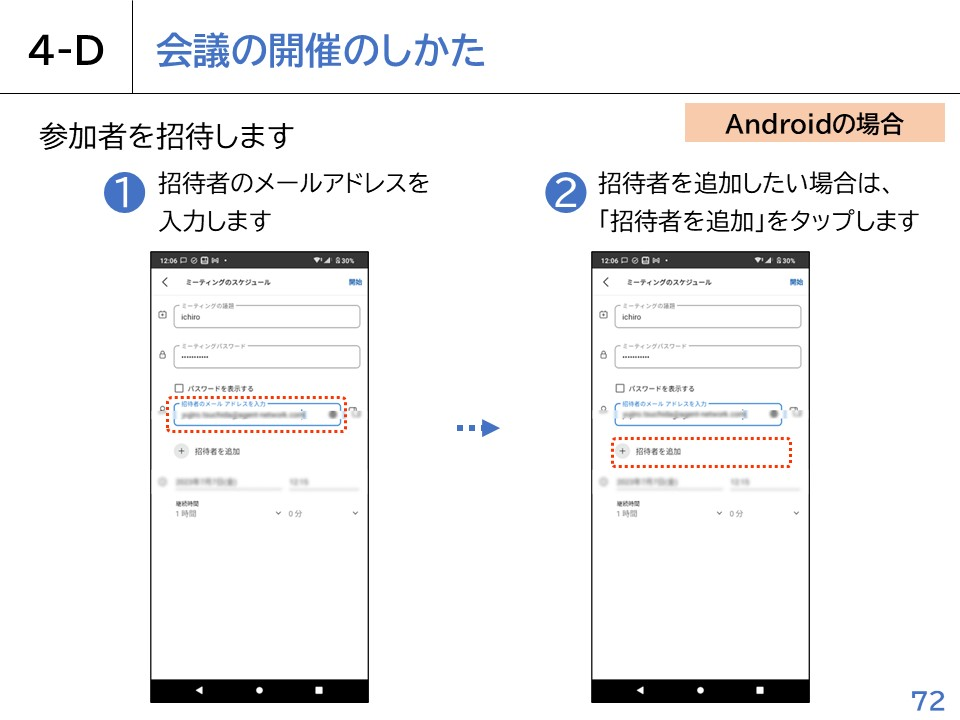 4-D
会議の開催のしかた
Androidの場合
参加者を招待します
1
招待者のメールアドレスを
入力します
12:06
30%
ミーティングのスケジュール
開始
ミーティングの議題
ichiro
ミーティングパスワード
•••••••••••
パスワードを表示する
招待者のメール アドレスを入力
+ 招待者を追加
継続時間
1 時間
0 分
2
招待者を追加したい場合は、
「招待者を追加」をタップします
12:06
30%
ミーティングのスケジュール
開始
ミーティングの議題
ichiro
ミーティングパスワード
•••••••••••
パスワードを表示する
招待者のメール アドレスを入力
+ 招待者を追加
継続時間
1 時間
0 分
72